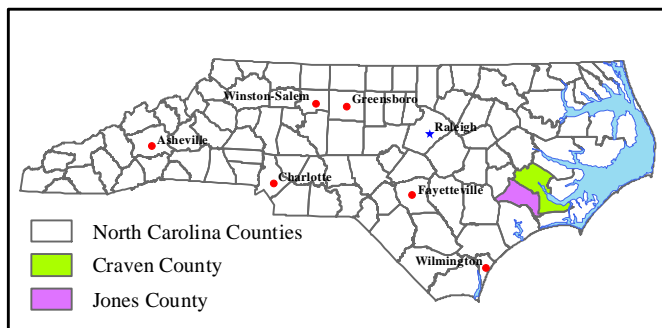 Winston-Salem
Greensboro
Raleigh
Asheville
Charlotte
Fayetteville
Wilmington
North Carolina Counties
Craven County
Jones County